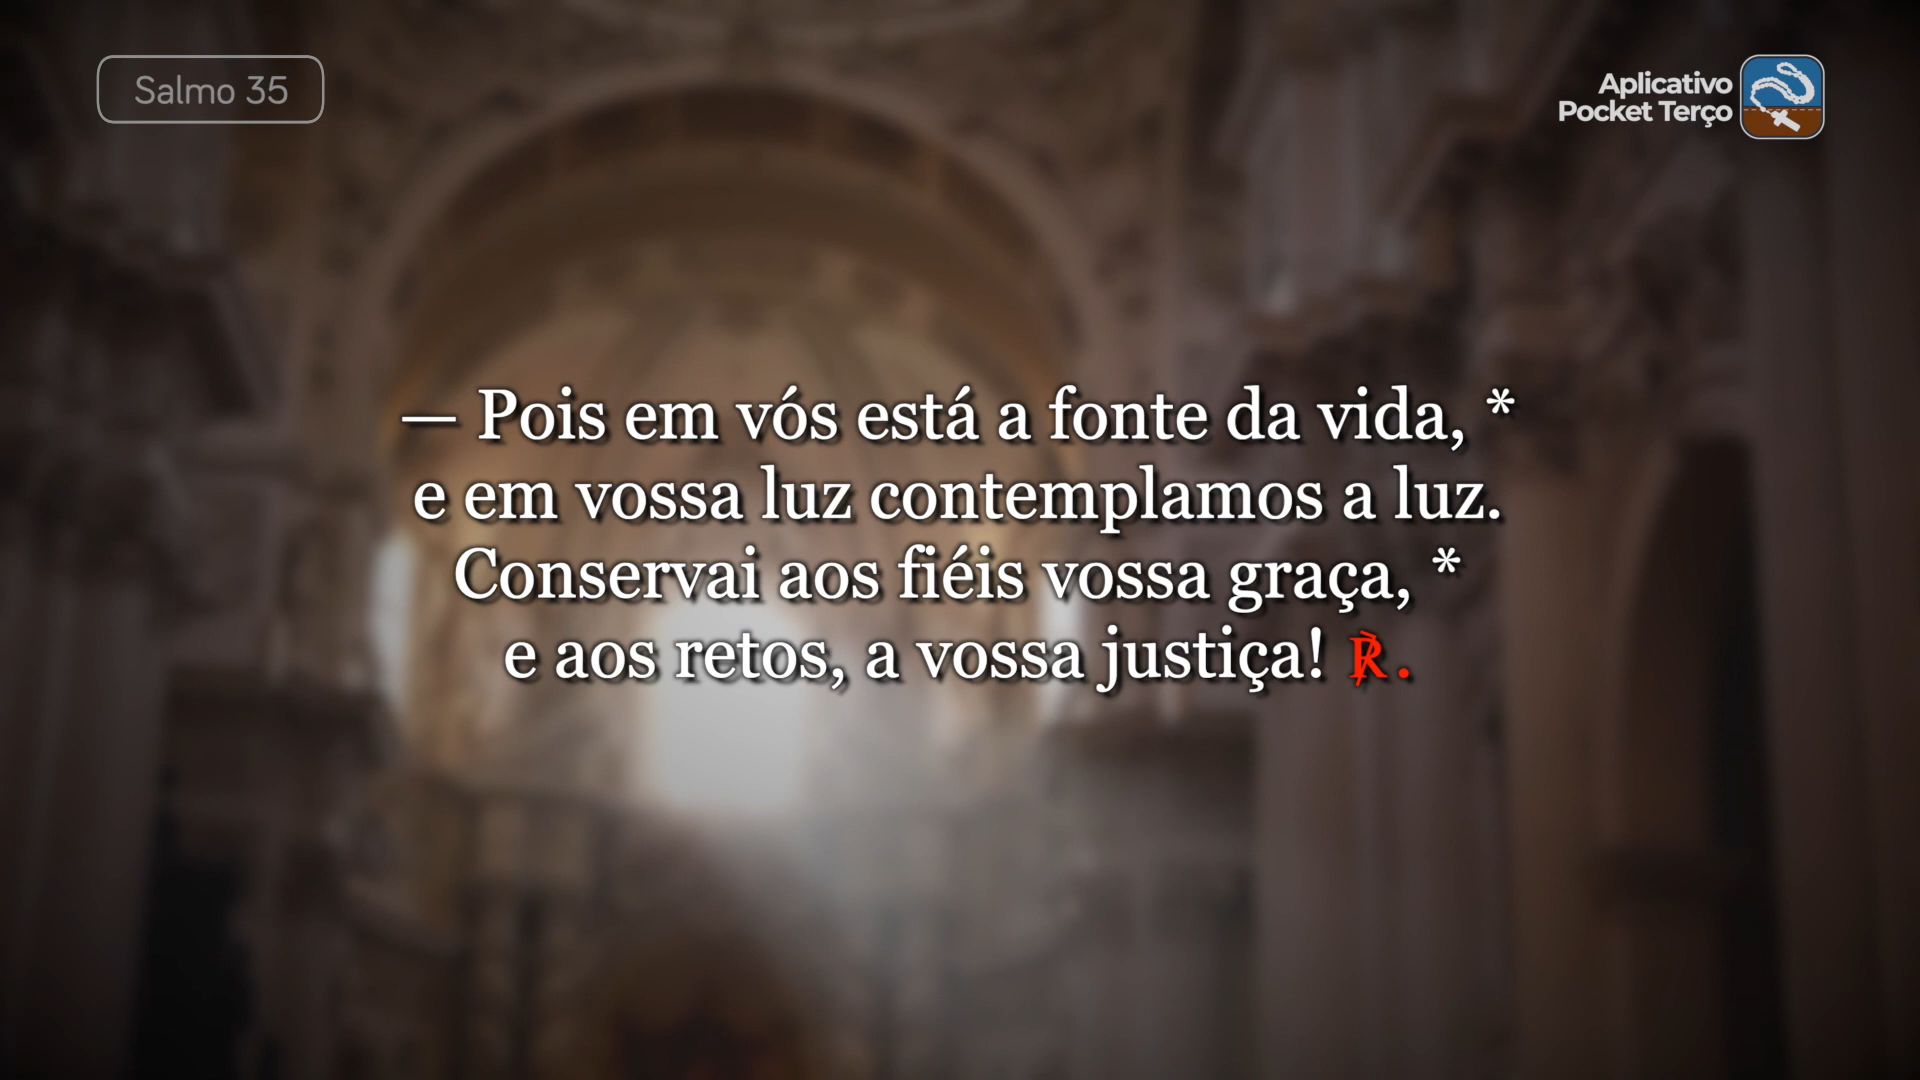 Salmo 35
Aplicativo
Pocket Terço
— Pois em vós está a fonte da vida, *
e em vossa luz contemplamos a luz.
Conservai aos fiéis vossa graça, *
e aos retos, a vossa justiça! ℟.